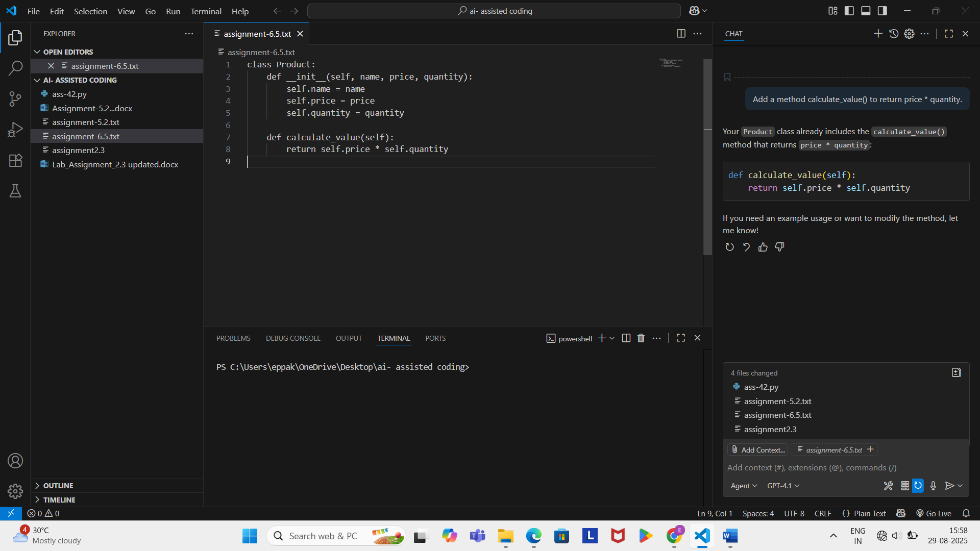 File Edit Selection View Go Run Terminal Help
ai- assisted coding
EXPLORER
OPEN EDITORS
assignment-6.5.txt
AI- ASSISTED CODING
ass-42.py
Assignment-5.2...docx
assignment-5.2.txt
assignment-6.5.txt
assignment2.3
Lab_Assignment_2.3 updated.docx
OUTLINE
TIMELINE
assignment-6.5.txt
assignment-6.5.txt
1 class Product:
2 def __init__(self, name, price, quantity):
3 self.name = name
4 self.price = price
5 self.quantity = quantity
6
7 def calculate_value(self):
8 return self.price * self.quantity
9
PROBLEMS DEBUG CONSOLE OUTPUT TERMINAL PORTS
powershell
PS C:\Users\eppak\OneDrive\Desktop\ai- assisted coding>
CHAT
Add a method calculate_value() to return price * quantity.
Your Product class already includes the calculate_value()
method that returns price * quantity:
def calculate_value(self):
return self.price * self.quantity
If you need an example usage or want to modify the method, let
me know!
4 files changed
ass-42.py
assignment-5.2.txt
assignment-6.5.txt
assignment2.3
Add Context...
assignment-6.5.txt
Add context (#), extensions (@), commands (/)
Agent GPT-4.1
0 0
Ln 9, Col 1 Spaces: 4 UTF-8 CRLF {} Plain Text Go Live
4
30°C
Mostly cloudy
Search web & PC
ENG
IN
15:58
29-08-2025